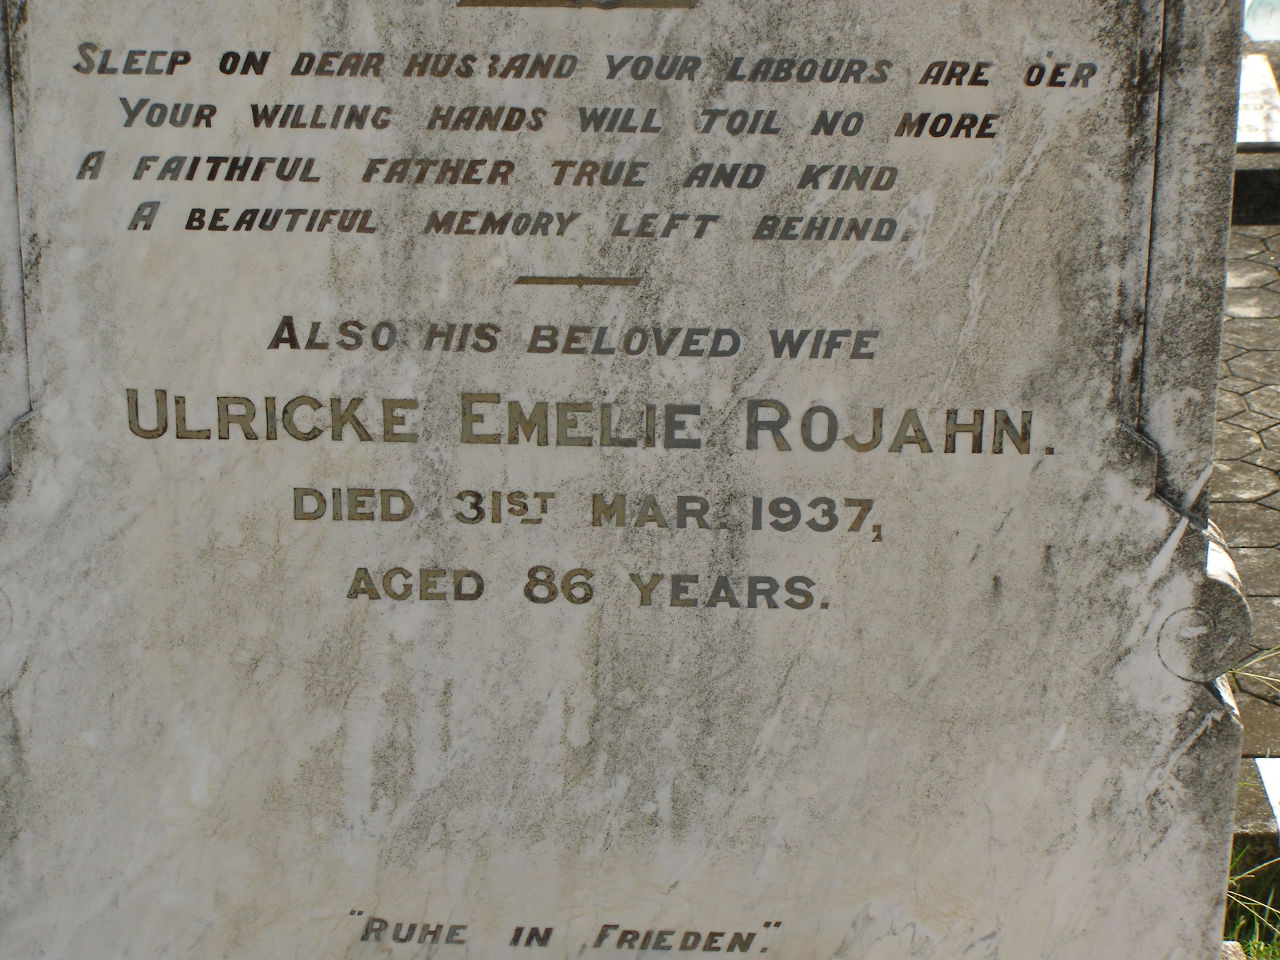 SLEEP ON DEAR HUSBAND YOUR LABOURS ARE O'ER
YOUR WILLING HANDS WILL TOIL NO MORE
A FAITHFUL FATHER TRUE AND KIND
A BEAUTIFUL MEMORY LEFT BEHIND.
ALSO HIS BELOVED WIFE
ULRICKE EMELIE ROJAHN.
DIED 31ST MAR. 1937,
AGED 86 YEARS.
"RUHE IN FRIEDEN."